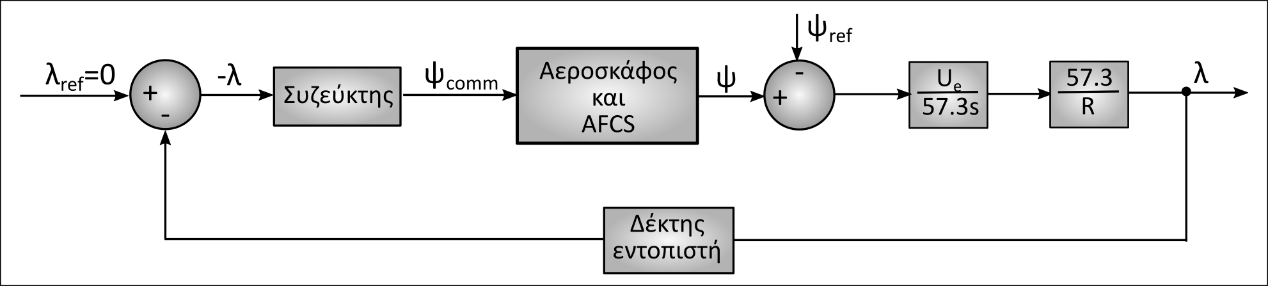 λref=0
+
-
-λ
Συζεύκτης
ψcomm
Αεροσκάφος
και
AFCS
ψ
ψref
-
+
Ue
57.3s
57.3
R
λ
Δέκτης
εντοπιστή